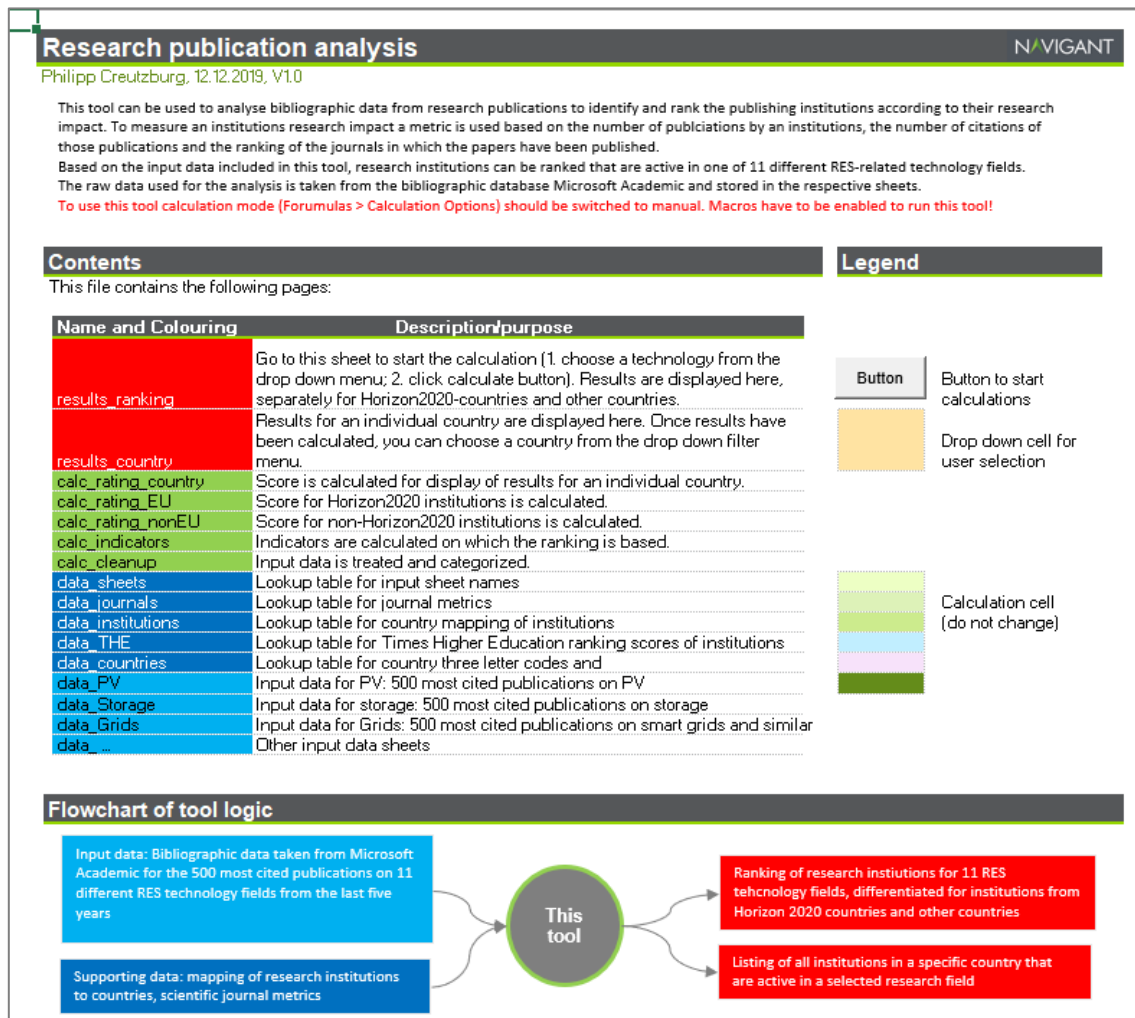 Research publication analysis
NAVIGANT
Philipp Creutzburg, 12.12.2019, V1.0
This tool can be used to analyse bibliographic data from research publications to identify and rank the publishing institutions according to their research
impact. To measure an institutions research impact a metric is used based on the number of publciations by an institutions, the number of citations of
those publications and the ranking of the journals in which the papers have been published.
Based on the input data included in this tool, research institutions can be ranked that are active in one of 11 different RES-related technology fields.
The raw data used for the analysis is taken from the bibliographic database Microsoft Academic and stored in the respective sheets.
To use this tool calculation mode (Forumulas > Calculation Options) should be switched to manual. Macros have to be enabled to run this tool!
Contents
This file contains the following pages:
Name and Colouring Description/purpose
results_ranking
Go to this sheet to start the calculation (1. choose a technology from the
drop down menu; 2. click calculate button). Results are displayed here,
separately for Horizon2020-countries and other countries.
results_country
Results for an individual country are displayed here. Once results have
been calculated, you can choose a country from the drop down filter
menu.
calc_rating_country Score is calculated for display of results for an individual country.
calc_rating_EU Score for Horizon2020 institutions is calculated.
calc_rating_nonEU Score for non-Horizon2020 institutions is calculated.
calc_indicators Indicators are calculated on which the ranking is based.
calc_cleanup Input data is treated and categorized.
data_sheets Lookup table for input sheet names
data_journals Lookup table for journal metrics
data_institutions Lookup table for country mapping of institutions
data_THE Lookup table for Times Higher Education ranking scores of institutions
data_countries Lookup table for country three letter codes and
data_PV Input data for PV: 500 most cited publications on PV
data_Storage Input data for storage: 500 most cited publications on storage
data_Grids Input data for Grids: 500 most cited publications on smart grids and similar
data_ ... Other input data sheets
Legend
Button
Button to start
calculations
Drop down cell for
user selection
Calculation cell
(do not change)
Flowchart of tool logic
Input data: Bibliographic data taken from Microsoft
Academic for the 500 most cited publications on 11
different RES technology fields from the last five
years
Supporting data: mapping of research institutions
to countries, scientific journal metrics
This
tool
Ranking of research instiutions for 11 RES
tehcnology fields, differentiated for institutions from
Horizon 2020 countries and other countries
Listing of all institutions in a specific country that
are active in a selected research field